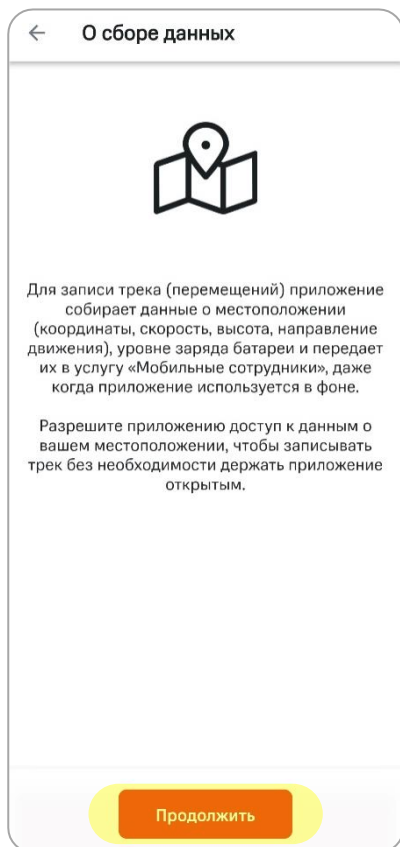 О сборе данных
Для записи трека (перемещений) приложение
собирает данные о местоположении
(координаты, скорость, высота, направление
движения), уровне заряда батареи и передает
их в услугу «Мобильные сотрудники», даже
когда приложение используется в фоне.
Разрешите приложению доступ к данным о
вашем местоположении, чтобы записывать
трек без необходимости держать приложение
открытым.
Продолжить